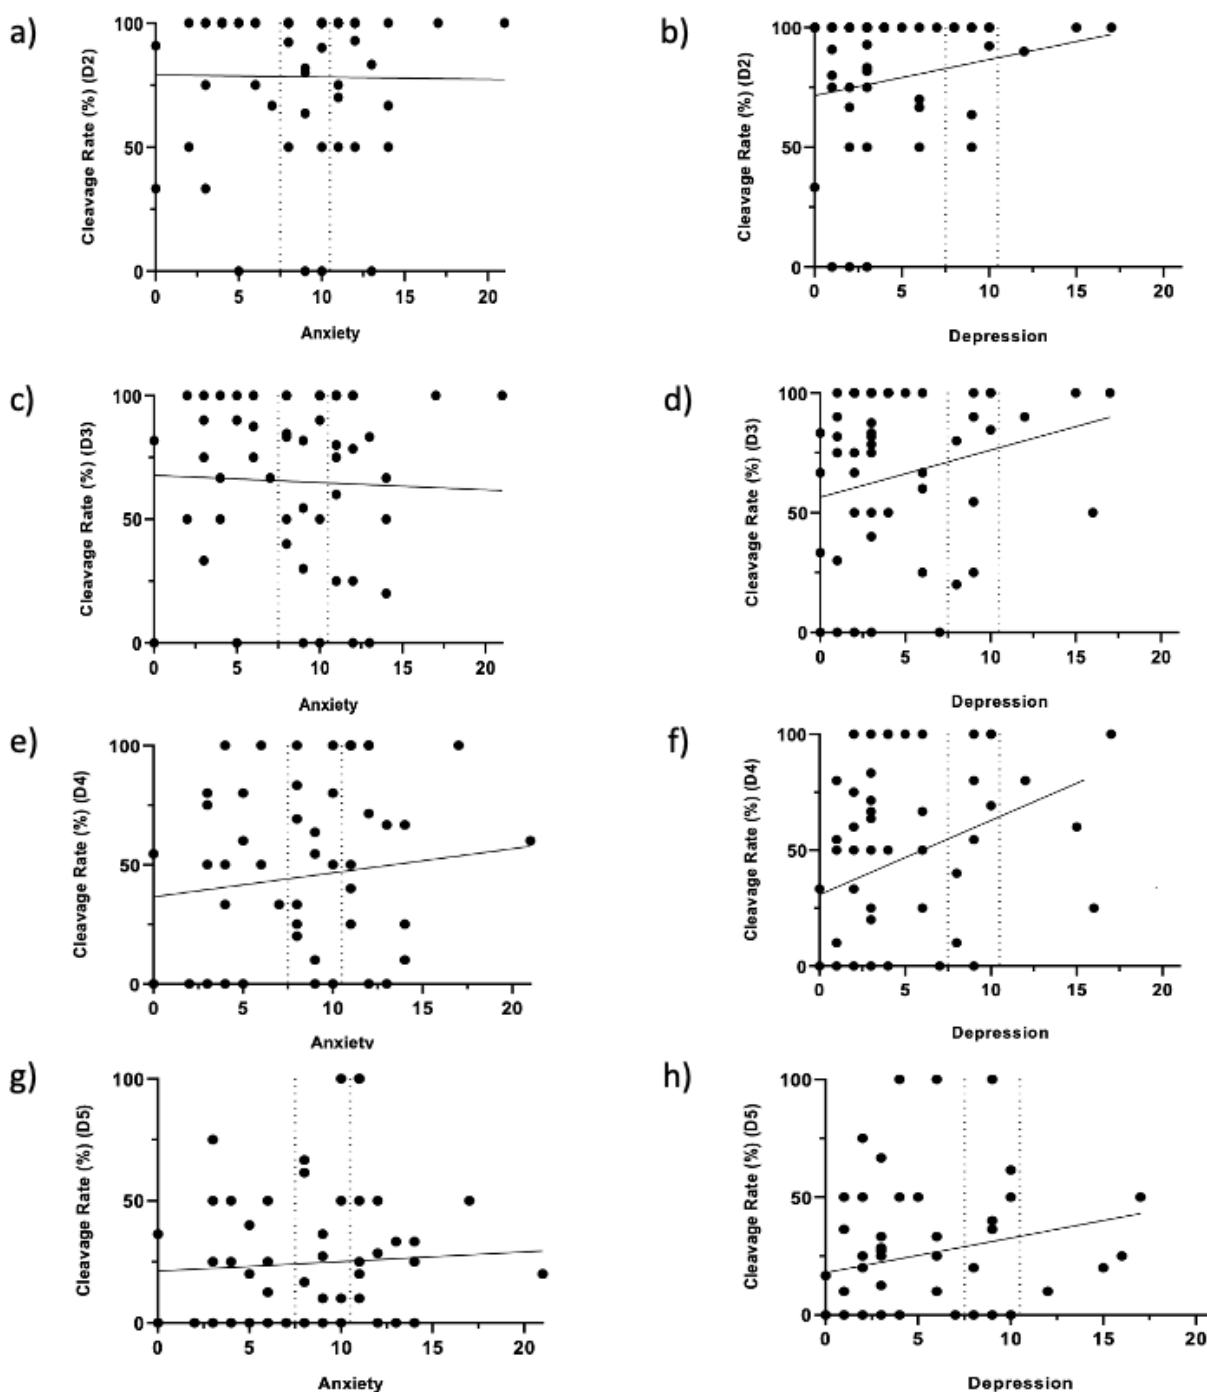 a)
Cleavage Rate (%) (D2)
100
50
0
0 5 10 15 20
Anxiety
b)
Cleavage Rate (%) (D2)
100
50
0
0 5 10 15 20
Depression
c)
Cleavage Rate (%) (D3)
100
50
0
0 5 10 15 20
Anxiety
d)
Cleavage Rate (%) (D3)
100
50
0
0 5 10 15 20
Depression
e)
Cleavage Rate (%) (D4)
100
50
0
0 5 10 15 20
Anxiety
f)
Cleavage Rate (%) (D4)
100
50
0
0 5 10 15 20
Depression
g)
Cleavage Rate (%) (D5)
100
50
0
0 5 10 15 20
Anxiety
h)
Cleavage Rate (%) (D5)
100
50
0
0 5 10 15 20
Depression